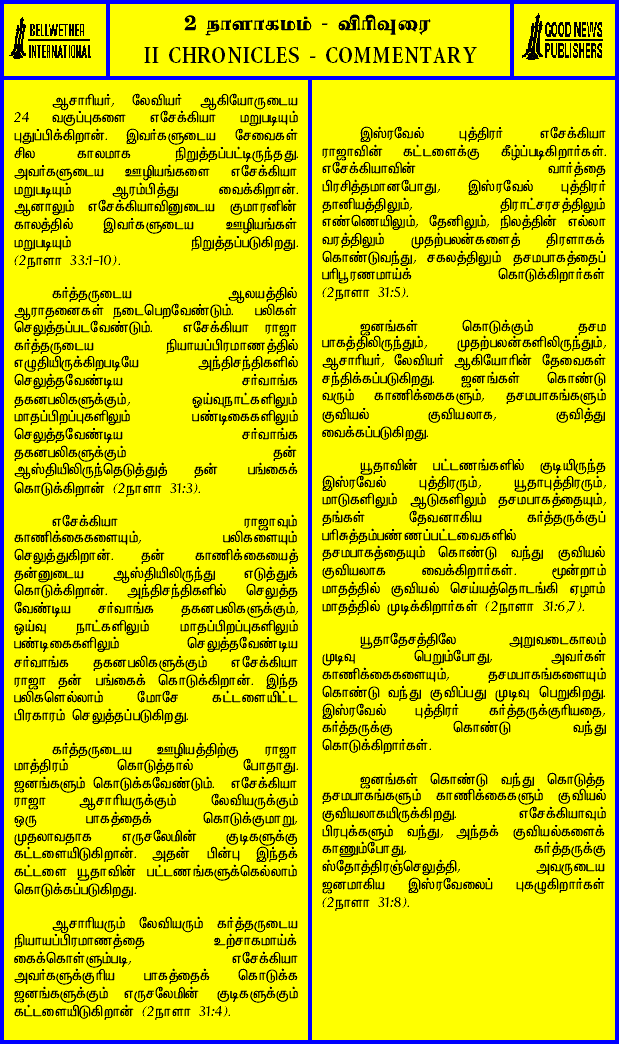 BELLWETHER
INTERNATIONAL
2 நாளாகமம் - விரிவுரை
II CHRONICLES - COMMENTARY
GOOD NEWS
PUBLISHERS
ஆசாரியர், லேவியர் ஆகியோருடைய
24 வகுப்புகளை எசேக்கியா மறுபடியும்
புதுப்பிக்கிறான். இவர்களுடைய சேவைகள்
சில காலமாக நிறுத்தப்பட்டிருந்தது.
அவர்களுடைய ஊழியங்களை எசேக்கியா
மறுபடியும் ஆரம்பித்து வைக்கிறான்.
ஆனாலும் எசேக்கியாவினுடைய குமாரனின்
காலத்தில் இவர்களுடைய ஊழியங்கள்
மறுபடியும் நிறுத்தப்படுகிறது.
(2நாளா 33:1-10).
கர்த்தருடைய ஆலயத்தில்
ஆராதனைகள் நடைபெறவேண்டும். பலிகள்
செலுத்தப்படவேண்டும். எசேக்கியா ராஜா
கர்த்தருடைய நியாயப்பிரமாணத்தில்
எழுதியிருக்கிறபடியே அந்திசந்திகளில்
செலுத்தவேண்டிய சர்வாங்க
தகனபலிகளுக்கும், ஓய்வுநாட்களிலும்
மாதப்பிறப்புகளிலும் பண்டிகைகளிலும்
செலுத்தவேண்டிய சர்வாங்க
தகனபலிகளுக்கும் தன்
ஆஸ்தியிலிருந்தெடுத்துத் தன் பங்கைக்
கொடுக்கிறான் (2நாளா 31:3).
எசேக்கியா ராஜாவும்
காணிக்கைகளையும், பலிகளையும்
செலுத்துகிறான். தன் காணிக்கையைத்
தன்னுடைய ஆஸ்தியிலிருந்து எடுத்துக்
கொடுக்கிறான். அந்திசந்திகளில் செலுத்த
வேண்டிய சர்வாங்க தகனபலிகளுக்கும்,
ஓய்வு நாட்களிலும் மாதப்பிறப்புகளிலும்
பண்டிகைகளிலும் செலுத்தவேண்டிய
சர்வாங்க தகனபலிகளுக்கும் எசேக்கியா
ராஜா தன் பங்கைக் கொடுக்கிறான். இந்த
பலிகளெல்லாம் மோசே கட்டளையிட்ட
பிரகாரம் செலுத்தப்படுகிறது.
கர்த்தருடைய ஊழியத்திற்கு ராஜா
மாத்திரம் கொடுத்தால் போதாது.
ஜனங்களும் கொடுக்கவேண்டும். எசேக்கியா
ராஜா ஆசாரியருக்கும் லேவியருக்கும்
ஒரு பாகத்தைக் கொடுக்குமாறு,
முதலாவதாக எருசலேமின் குடிகளுக்கு
கட்டளையிடுகிறான். அதன் பின்பு இந்தக்
கட்டளை யூதாவின் பட்டணங்களுக்கெல்லாம்
கொடுக்கப்படுகிறது.
ஆசாரியரும் லேவியரும் கர்த்தருடைய
நியாயப்பிரமாணத்தை உற்சாகமாய்க்
கைக்கொள்ளும்படி, எசேக்கியா
அவர்களுக்குரிய பாகத்தைக் கொடுக்க
ஜனங்களுக்கும் எருசலேமின் குடிகளுக்கும்
கட்டளையிடுகிறான் (2நாளா 31:4).
இஸ்ரவேல் புத்திரர் எசேக்கியா
ராஜாவின் கட்டளைக்கு கீழ்ப்படிகிறார்கள்.
எசேக்கியாவின் வார்த்தை
பிரசித்தமானபோது, இஸ்ரவேல் புத்திரர்
தானியத்திலும், திராட்சரசத்திலும்
எண்ணெயிலும், தேனிலும், நிலத்தின் எல்லா
வரத்திலும் முதற்பலன்களைத் திரளாகக்
கொண்டுவந்து, சகலத்திலும் தசமபாகத்தைப்
பரிபூரணமாய்க் கொடுக்கிறார்கள்
(2நாளா 31:5).
ஜனங்கள் கொடுக்கும் தசம
பாகத்திலிருந்தும், முதற்பலன்களிலிருந்தும்,
ஆசாரியர், லேவியர் ஆகியோரின் தேவைகள்
சந்திக்கப்படுகிறது. ஜனங்கள் கொண்டு
வரும் காணிக்கைகளும், தசமபாகங்களும்
குவியல் குவியலாக, குவித்து
வைக்கப்படுகிறது.
யூதாவின் பட்டணங்களில் குடியிருந்த
இஸ்ரவேல் புத்திரரும், யூதாபுத்திரரும்,
மாடுகளிலும் ஆடுகளிலும் தசமபாகத்தையும்,
தங்கள் தேவனாகிய கர்த்தருக்குப்
பரிசுத்தம்பண்ணப்பட்டவைகளில்
தசமபாகத்தையும் கொண்டு வந்து குவியல்
குவியலாக வைக்கிறார்கள். மூன்றாம்
மாதத்தில் குவியல் செய்யத்தொடங்கி ஏழாம்
மாதத்தில் முடிக்கிறார்கள் (2நாளா 31:6,7).
யூதாதேசத்திலே அறுவடைகாலம்
முடிவு பெறும்போது, அவர்கள்
காணிக்கைகளையும், தசமபாகங்களையும்
கொண்டு வந்து குவிப்பது முடிவு பெறுகிறது.
இஸ்ரவேல் புத்திரர் கர்த்தருக்குரியதை,
கர்த்தருக்கு கொண்டு வந்து
கொடுக்கிறார்கள்.
ஜனங்கள் கொண்டு வந்து கொடுத்த
தசமபாகங்களும் காணிக்கைகளும் குவியல்
குவியலாகயிருக்கிறது. எசேக்கியாவும்
பிரபுக்களும் வந்து, அந்தக் குவியல்களைக்
காணும்போது, கர்த்தருக்கு
ஸ்தோத்திரஞ்செலுத்தி, அவருடைய
ஜனமாகிய இஸ்ரவேலைப் புகழுகிறார்கள்
(2நாளா 31:8).